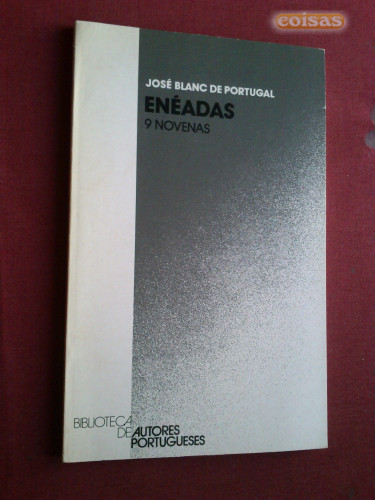 coisas
JOSÉ BLANC DE PORTUGAL
ENÉADAS
9 NOVENAS
BIBLIOTECA
DE AUTORES
PORTUGUESES